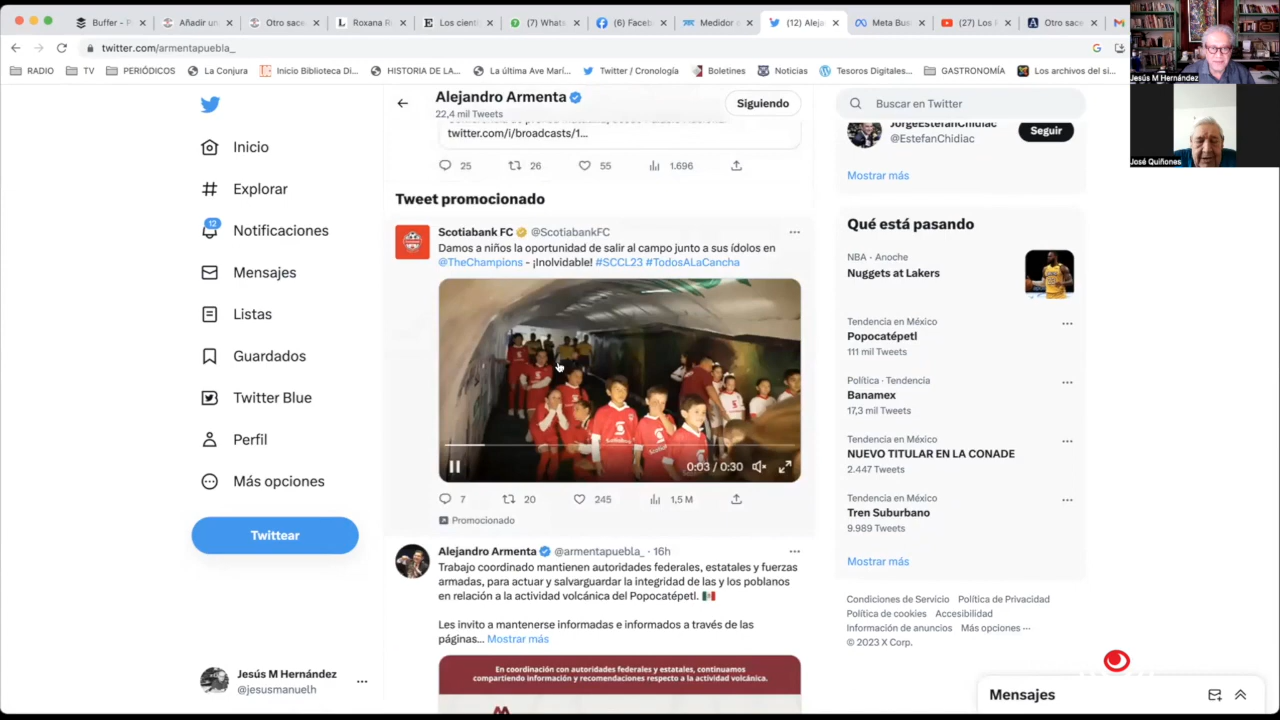 Buffer - P
Añadir un
Otro sace
Roxana R
Los cient
(7) Whats
(6) Faceb
Medidor
(12) Aleja
Meta Bus
(27) Los
Otro sace
twitter.com/armentapuebla_
RADIO
TV
PERIÓDICOS
La Conjura
Inicio Biblioteca Di...
HISTORIA DE LA...
La última Ave Marí...
Twitter / Cronología
Boletines
Noticias
Tesoros Digitales...
GASTRONOMÍA
Los archivos del si...
Jesús M Hernández
José Quiñones
Inicio
Explorar
12
Notificaciones
Mensajes
Listas
Guardados
Twitter Blue
Perfil
Más opciones
Twittear
Jesús M Hernández
@jesusmanuelh
Alejandro Armenta
22,4 mil Tweets
Siguiendo
twitter.com/i/broadcasts/1...
25
26
55
1.696
Tweet promocionado
Scotiabank FC @ScotiabankFC
Damos a niños la oportunidad de salir al campo junto a sus ídolos en
@TheChampions - ¡Inolvidable! #SCCL23 #TodosALaCancha
0:03 / 0:30
7
20
245
1,5 M
Promocionado
Alejandro Armenta @armentapuebla_ · 16h
Trabajo coordinado mantienen autoridades federales, estatales y fuerzas
armadas, para actuar y salvarguardar la integridad de las y los poblanos
en relación a la actividad volcánica del Popocatépetl. 🇲🇽
Les invito a mantenerse informadas e informados a través de las
páginas... Mostrar más
En coordinación con autoridades federales y estatales, continuamos
compartiendo información y recomendaciones respecto a la actividad volcánica.
Buscar en Twitter
JorgeEstefanChidiac
@EstefanChidiac
Seguir
Mostrar más
Qué está pasando
NBA · Anoche
Nuggets at Lakers
Tendencia en México
Popocatépetl
111 mil Tweets
Política · Tendencia
Banamex
17,3 mil Tweets
Tendencia en México
NUEVO TITULAR EN LA CONADE
2.447 Tweets
Tendencia en México
Tren Suburbano
9.989 Tweets
Mostrar más
Condiciones de Servicio Política de Privacidad
Política de cookies Accesibilidad
Información de anuncios Más opciones ···
© 2023 X Corp.
Mensajes